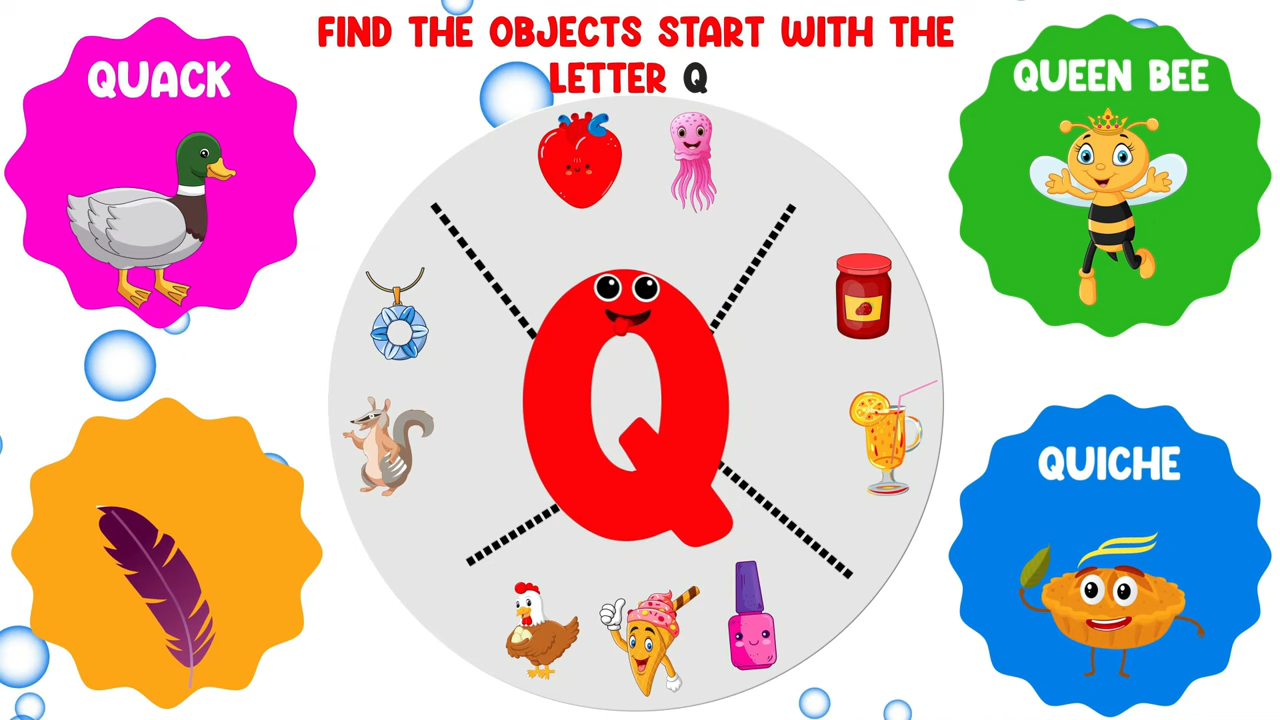 FIND THE OBJECTS START WITH THE
LETTER Q
QUACK
QUEEN BEE
Q
QUICHE